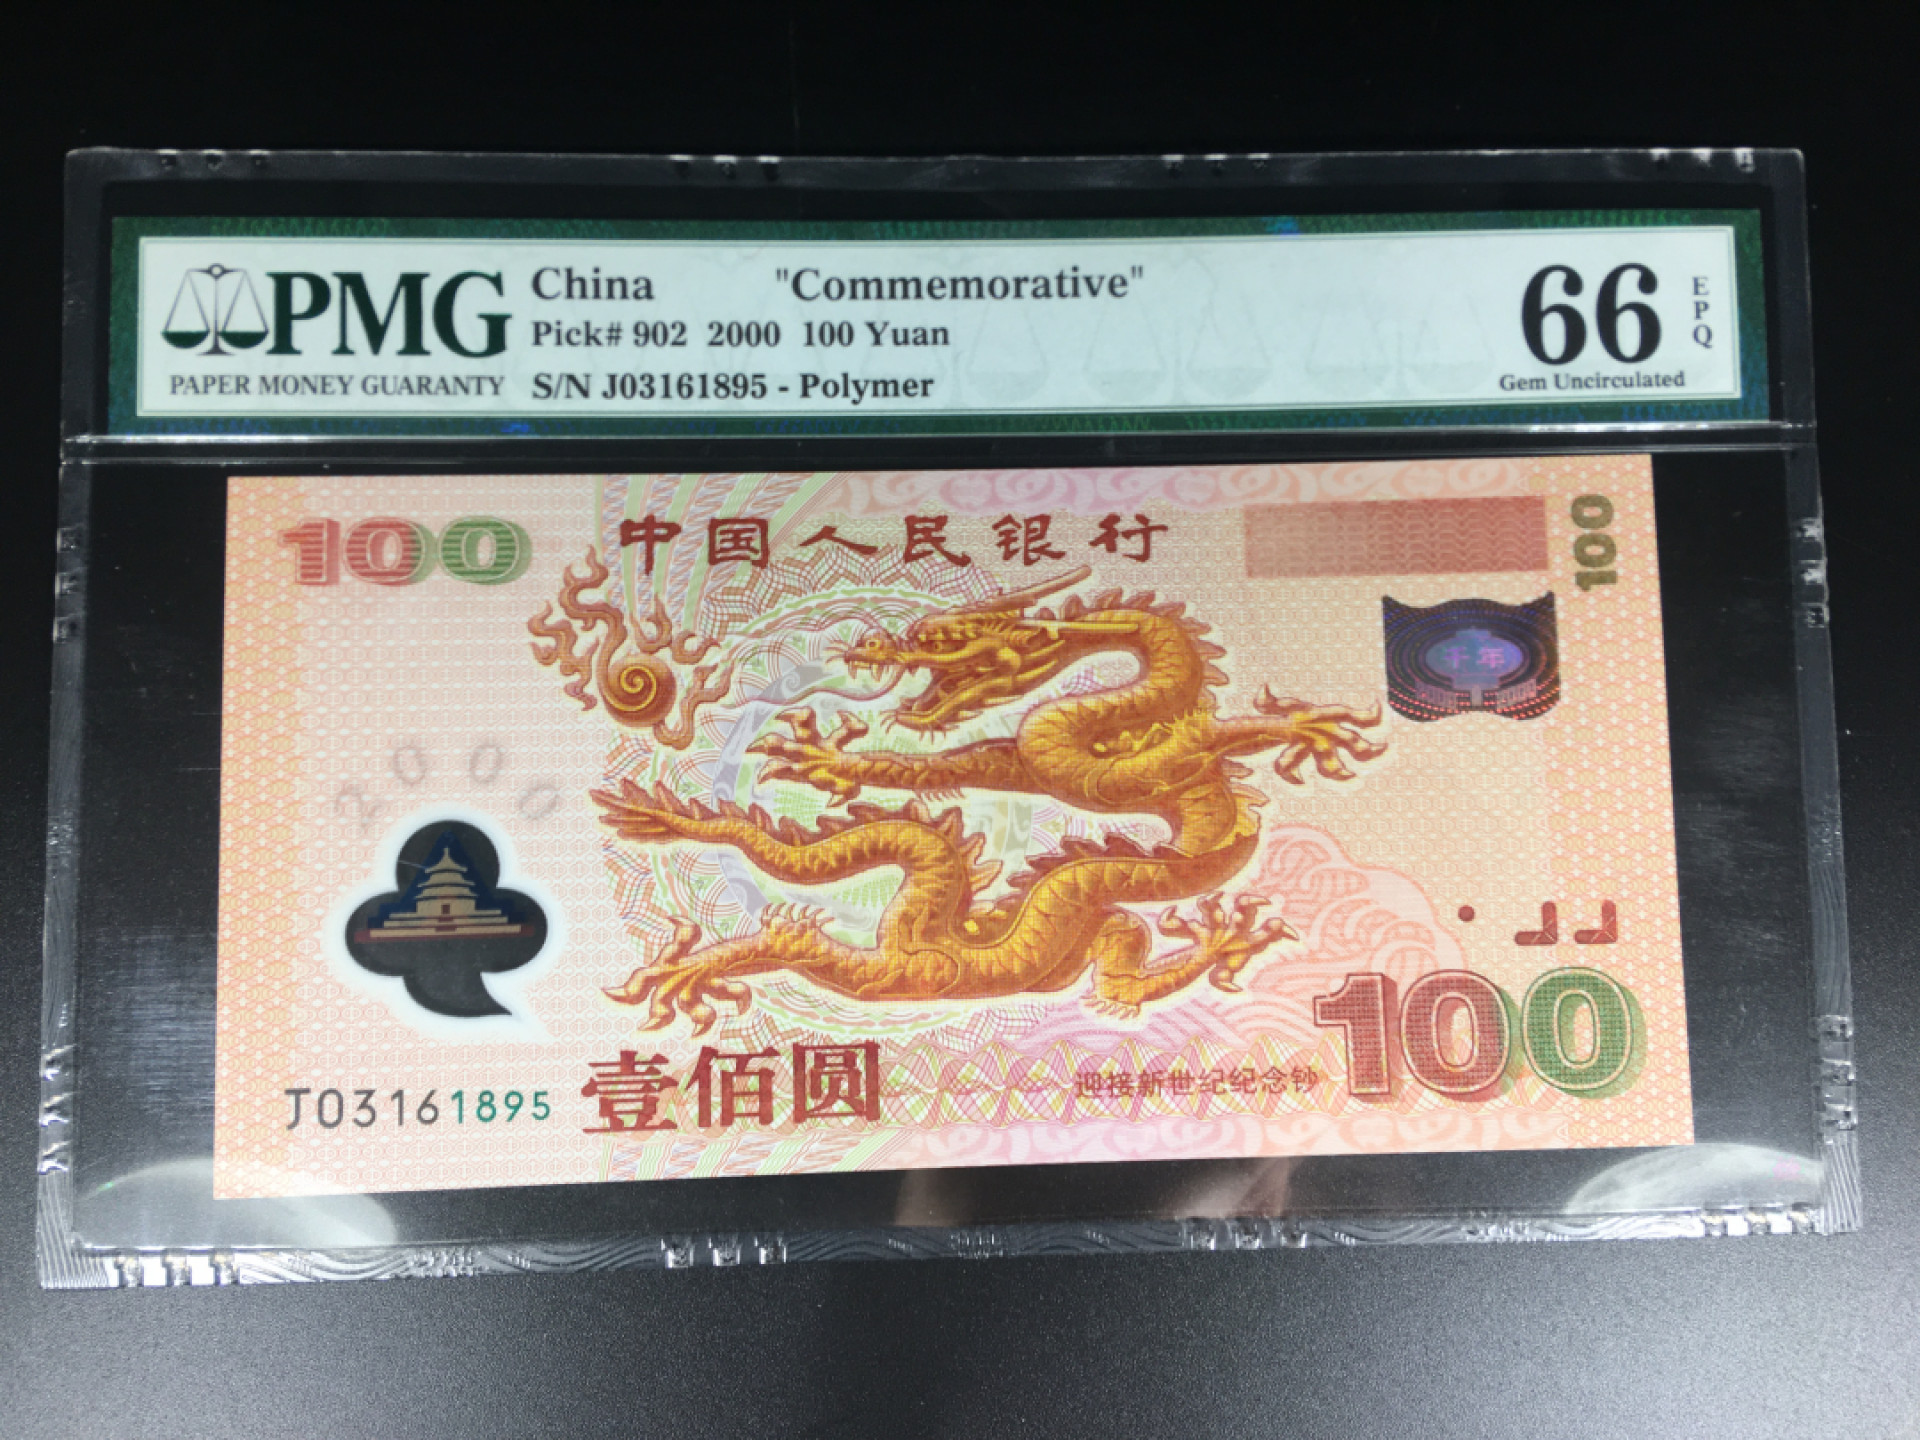 PMG
PAPER MONEY GUARANTY
China "Commemorative"
Pick# 902 2000 100 Yuan
S/N J03161895 - Polymer
66
EPQ
Gem Uncirculated
100
中国人民银行
100
千年
2000
J03161895
壹佰圆
迎接新世纪纪念钞
100